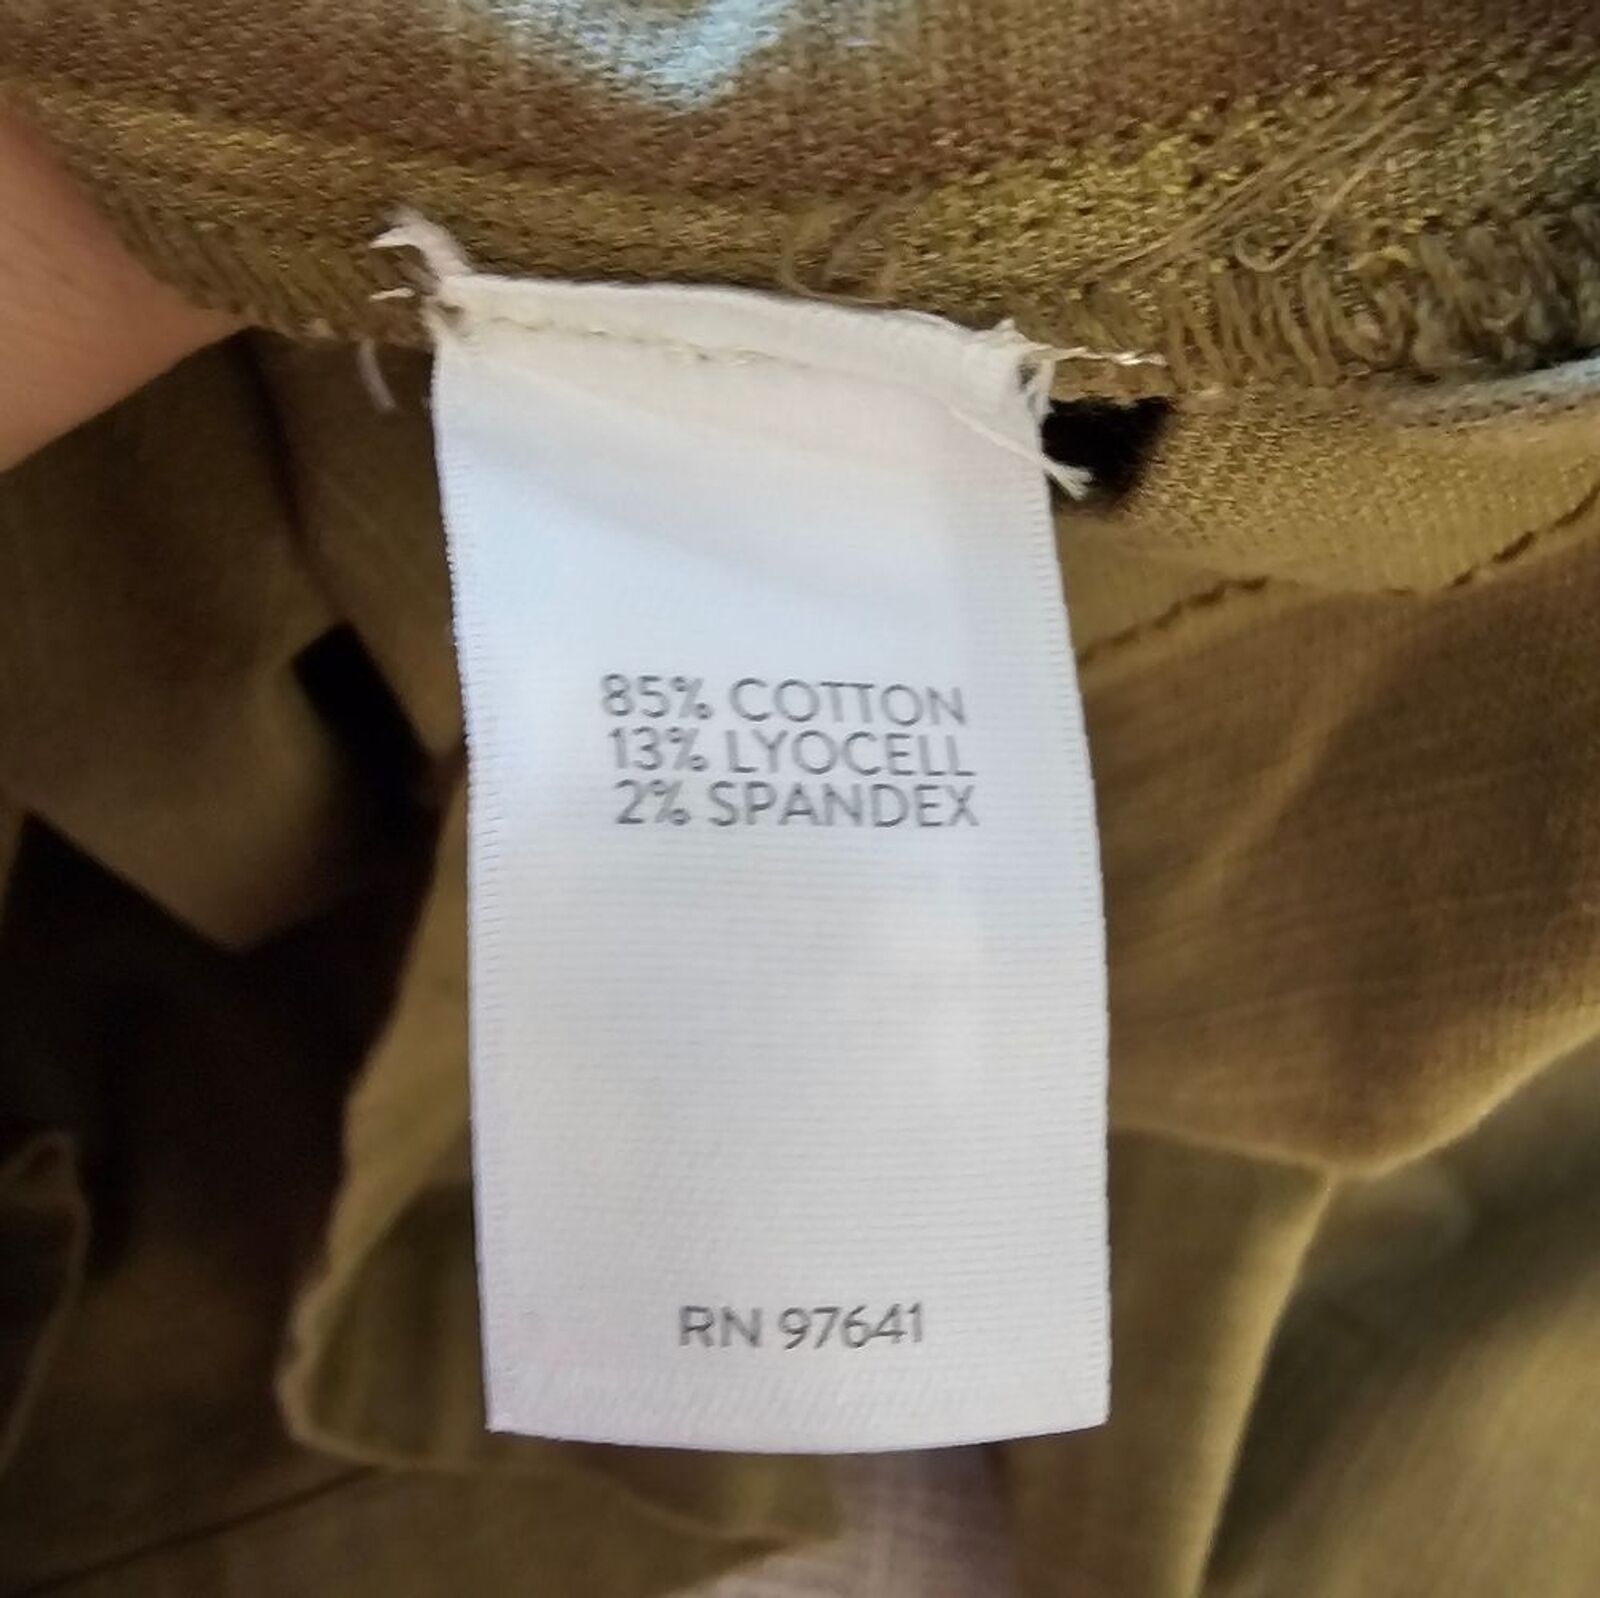 85% COTTON
13% LYOCELL
2% SPANDEX
RN 97641